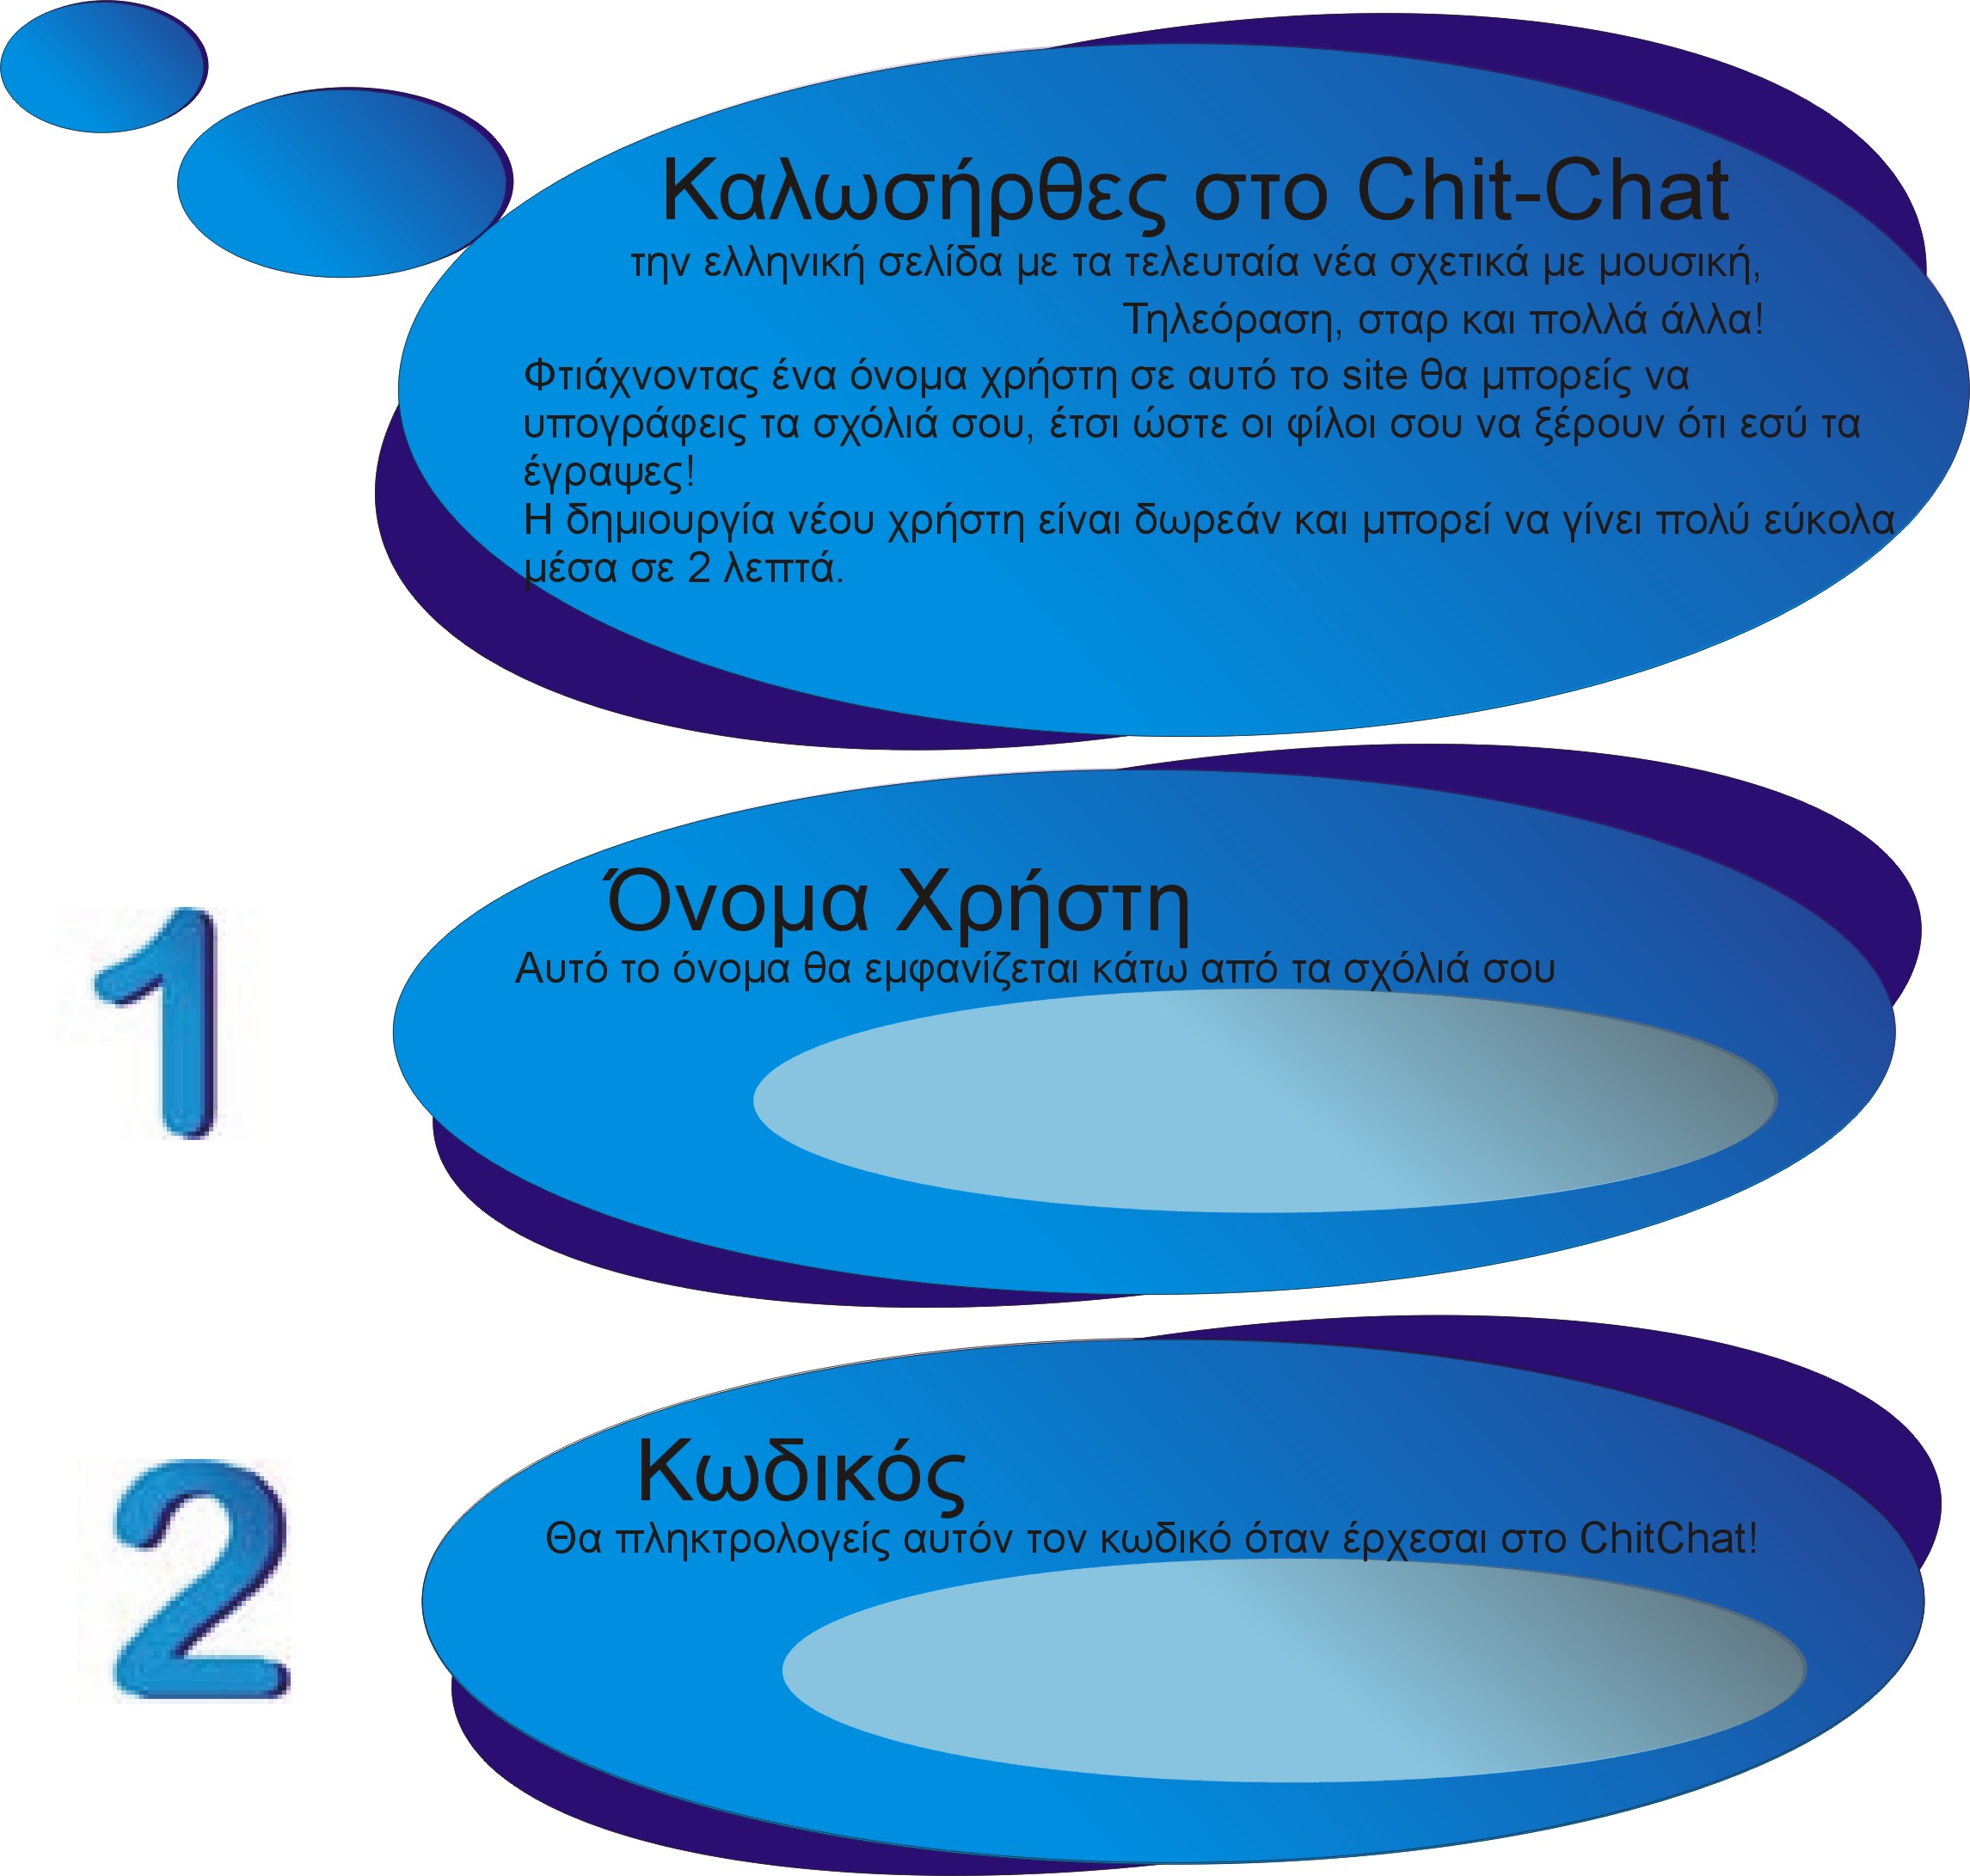 Καλωσήρθες στο Chit-Chat
την ελληνική σελίδα με τα τελευταία νέα σχετικά με μουσική,
Τηλεόραση, σταρ και πολλά άλλα!
Φτιάχνοντας ένα όνομα χρήστη σε αυτό το site θα μπορείς να
υπογράφεις τα σχόλιά σου, έτσι ώστε οι φίλοι σου να ξέρουν ότι εσύ τα
έγραψες!
Η δημιουργία νέου χρήστη είναι δωρεάν και μπορεί να γίνει πολύ εύκολα
μέσα σε 2 λεπτά.
1
Όνομα Χρήστη
Αυτό το όνομα θα εμφανίζεται κάτω από τα σχόλιά σου
2
Κωδικός
Θα πληκτρολογείς αυτόν τον κωδικό όταν έρχεσαι στο ChitChat!